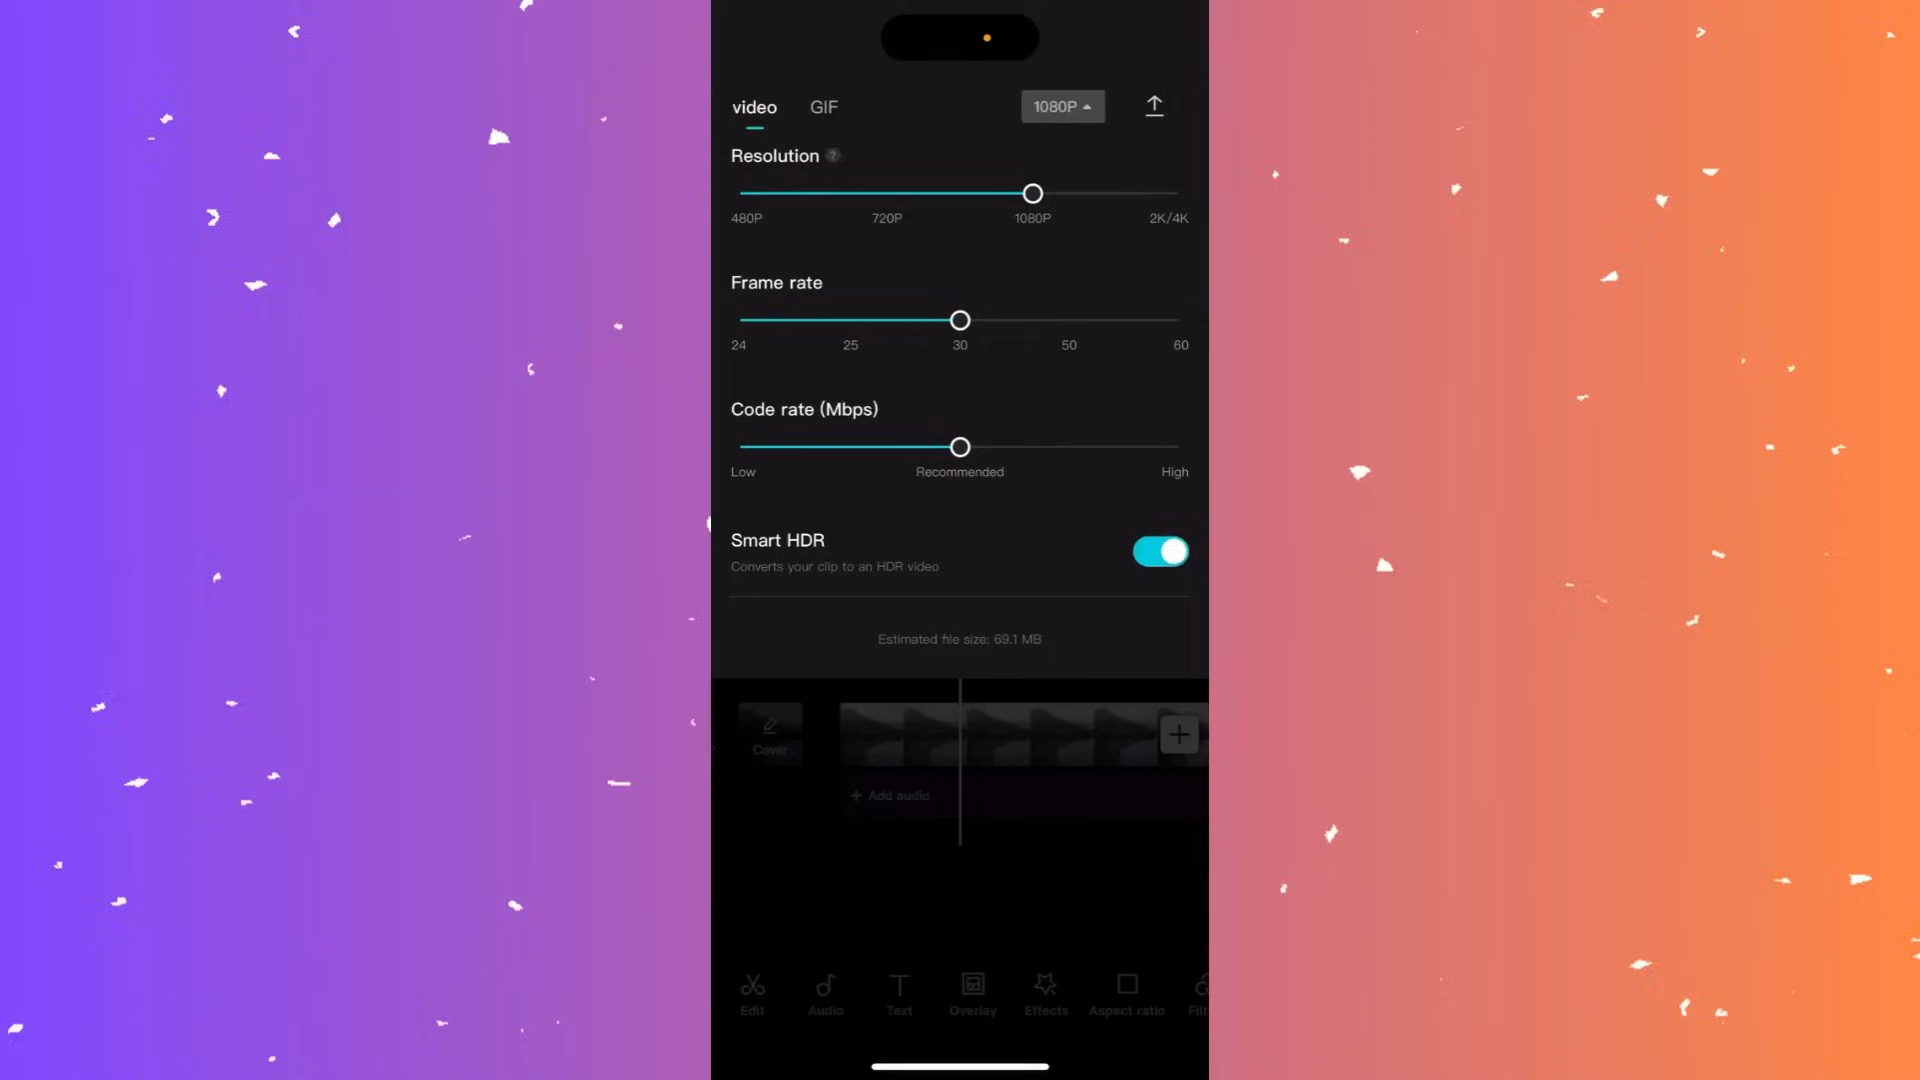 video GIF 1080P
Resolution ?
480P 720P 1080P 2K/4K
Frame rate
24 25 30 50 60
Code rate (Mbps)
Low Recommended High
Smart HDR
Converts your clip to an HDR video
Estimated file size: 69.1 MB
Cover
+ Add audio
Edit Audio Text Overlay Effects Aspect ratio